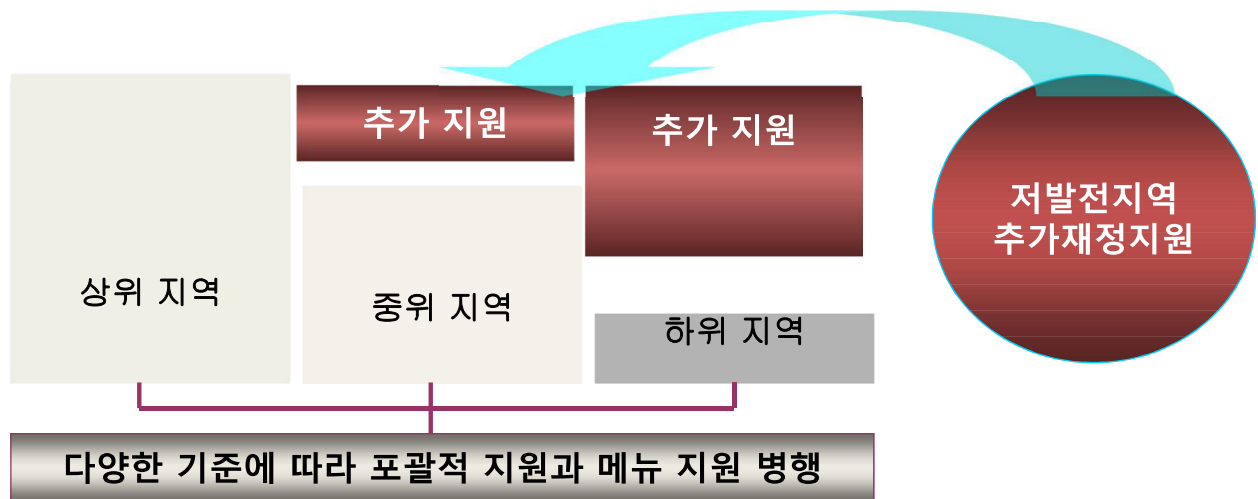 추가 지원
추가 지원
저발전지역
추가재정지원
상위 지역
중위 지역
하위 지역
다양한 기준에 따라 포괄적 지원과 메뉴 지원 병행